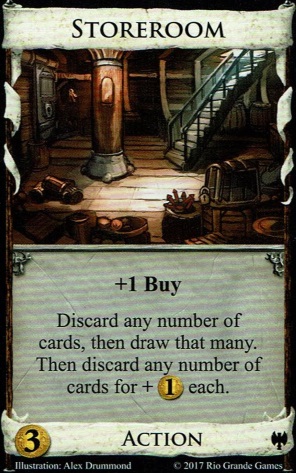 STOREROOM
+1 Buy
Discard any number of
cards, then draw that many.
Then discard any number of
cards for + 1 each.
3
ACTION
Illustration: Alex Drummond
© 2017 Rio Grande Games